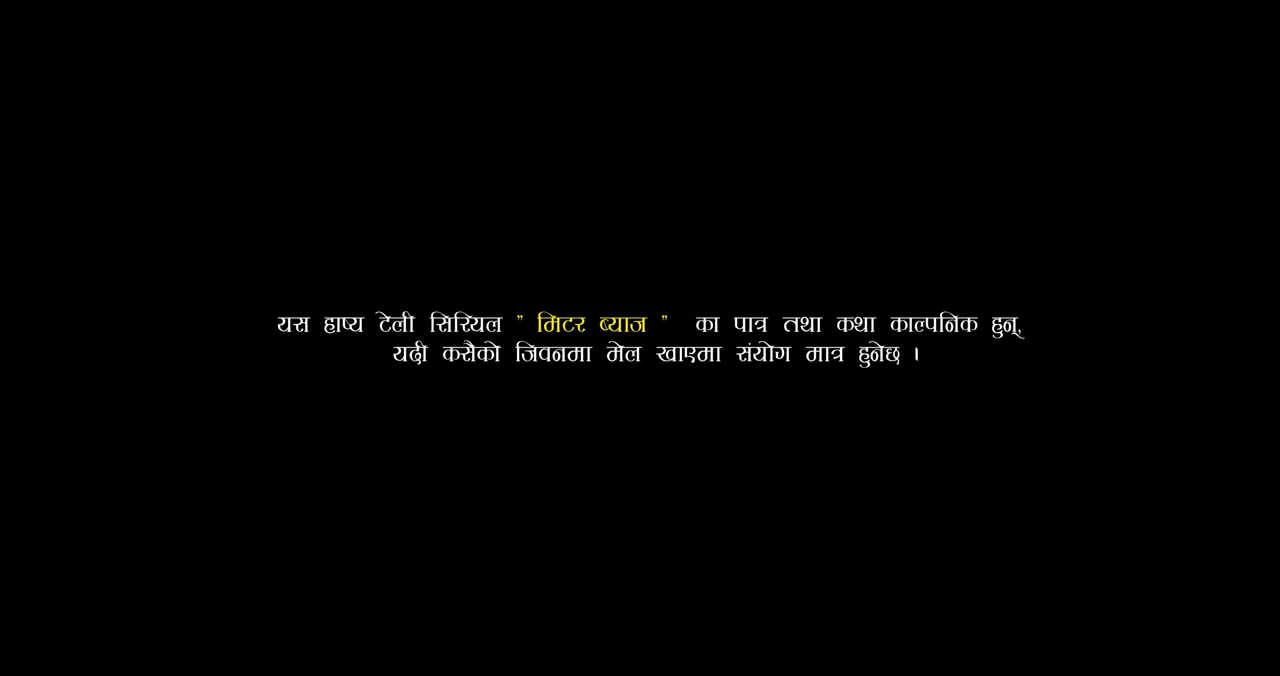 यस हाष्य टेली सिरियल " मिटर ब्याज " का पात्र तथा कथा काल्पनिक हुन्,
यदी कसैको जिवनमा मेल खाएमा संयोग मात्र हुनेछ ।